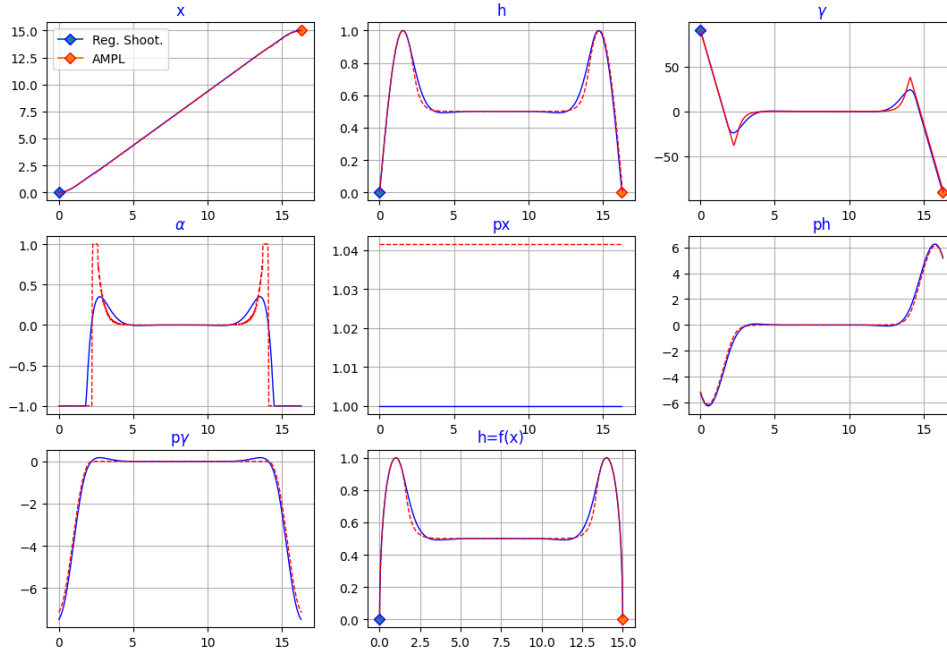 x
Reg. Shoot.
AMPL
15.0
12.5
10.0
7.5
5.0
2.5
0.0
0 5 10 15
h
1.0
0.8
0.6
0.4
0.2
0.0
0 5 10 15
γ
50
0
−50
0 5 10 15
α
1.0
0.5
0.0
−0.5
−1.0
0 5 10 15
px
1.04
1.03
1.02
1.01
1.00
0 5 10 15
ph
6
4
2
0
−2
−4
−6
0 5 10 15
pγ
0
−2
−4
−6
0 5 10 15
h=f(x)
1.0
0.8
0.6
0.4
0.2
0.0
0.0 2.5 5.0 7.5 10.0 12.5 15.0